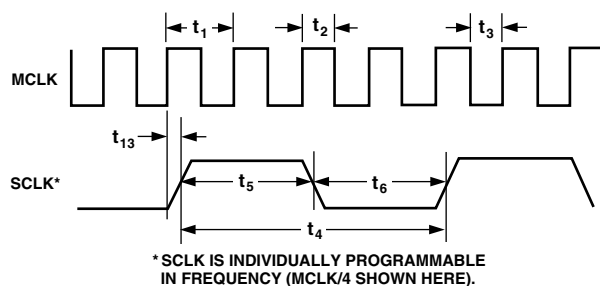 t1 t2 t3
MCLK
t13
SCLK*
t5 t6
t4
* SCLK IS INDIVIDUALLY PROGRAMMABLE
IN FREQUENCY (MCLK/4 SHOWN HERE).